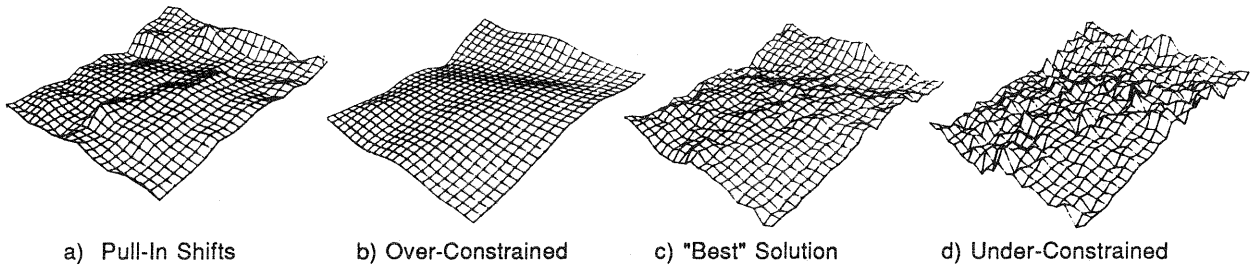 a) Pull-In Shifts
b) Over-Constrained
c) "Best" Solution
d) Under-Constrained